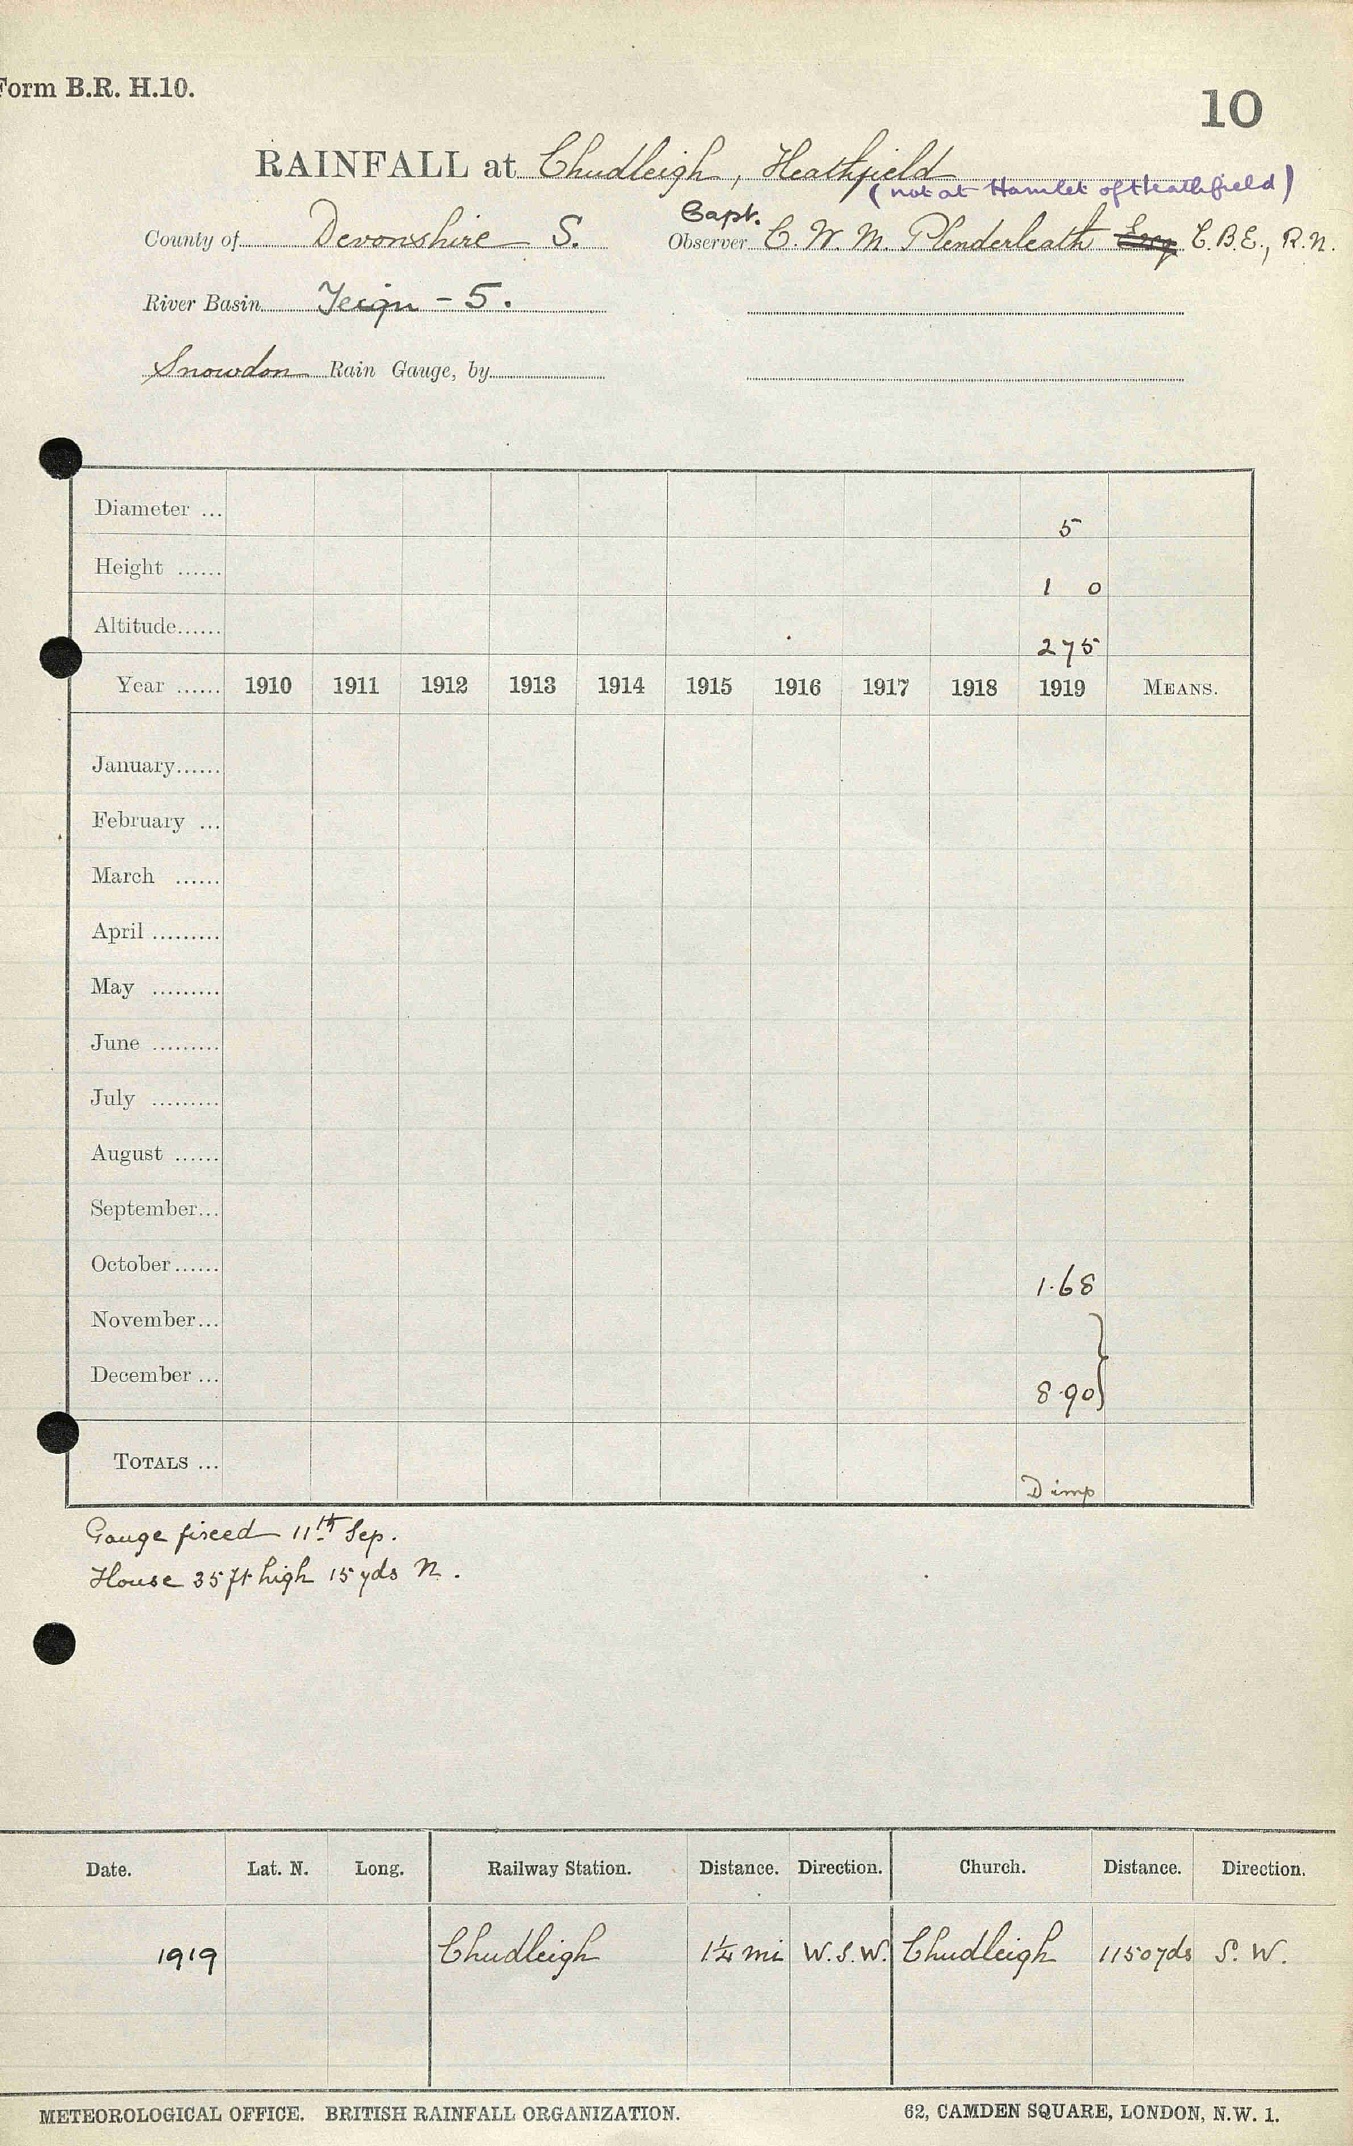 Form B.R. H.10.
10
RAINFALL at Chudleigh, Heathfield
(not at Hamlet of Heathfield)
County of Devonshire S.
Observer Capt. C. W. M. Plenderleath Esq C.B.E., R.N.
River Basin Teign - 5.
Snowdon Rain Gauge, by
Diameter ... 5
Height ...... 1 0
Altitude...... 275
Year ...... 1910 1911 1912 1913 1914 1915 1916 1917 1918 1919 MEANS.
January......
February ...
March ......
April .........
May .........
June .........
July .........
August ......
September...
October...... 1.68
November...
December ... 8.90}
TOTALS ... D imp
Gauge fixed 11th Sep.
House 35 ft high 15 yds N.
Date. Lat. N. Long. Railway Station. Distance. Direction. Church. Distance. Direction.
1919 Chudleigh 1¼ mi W.S.W. Chudleigh 1150 yds S. W.
METEOROLOGICAL OFFICE. BRITISH RAINFALL ORGANIZATION. 62, CAMDEN SQUARE, LONDON, N.W. 1.